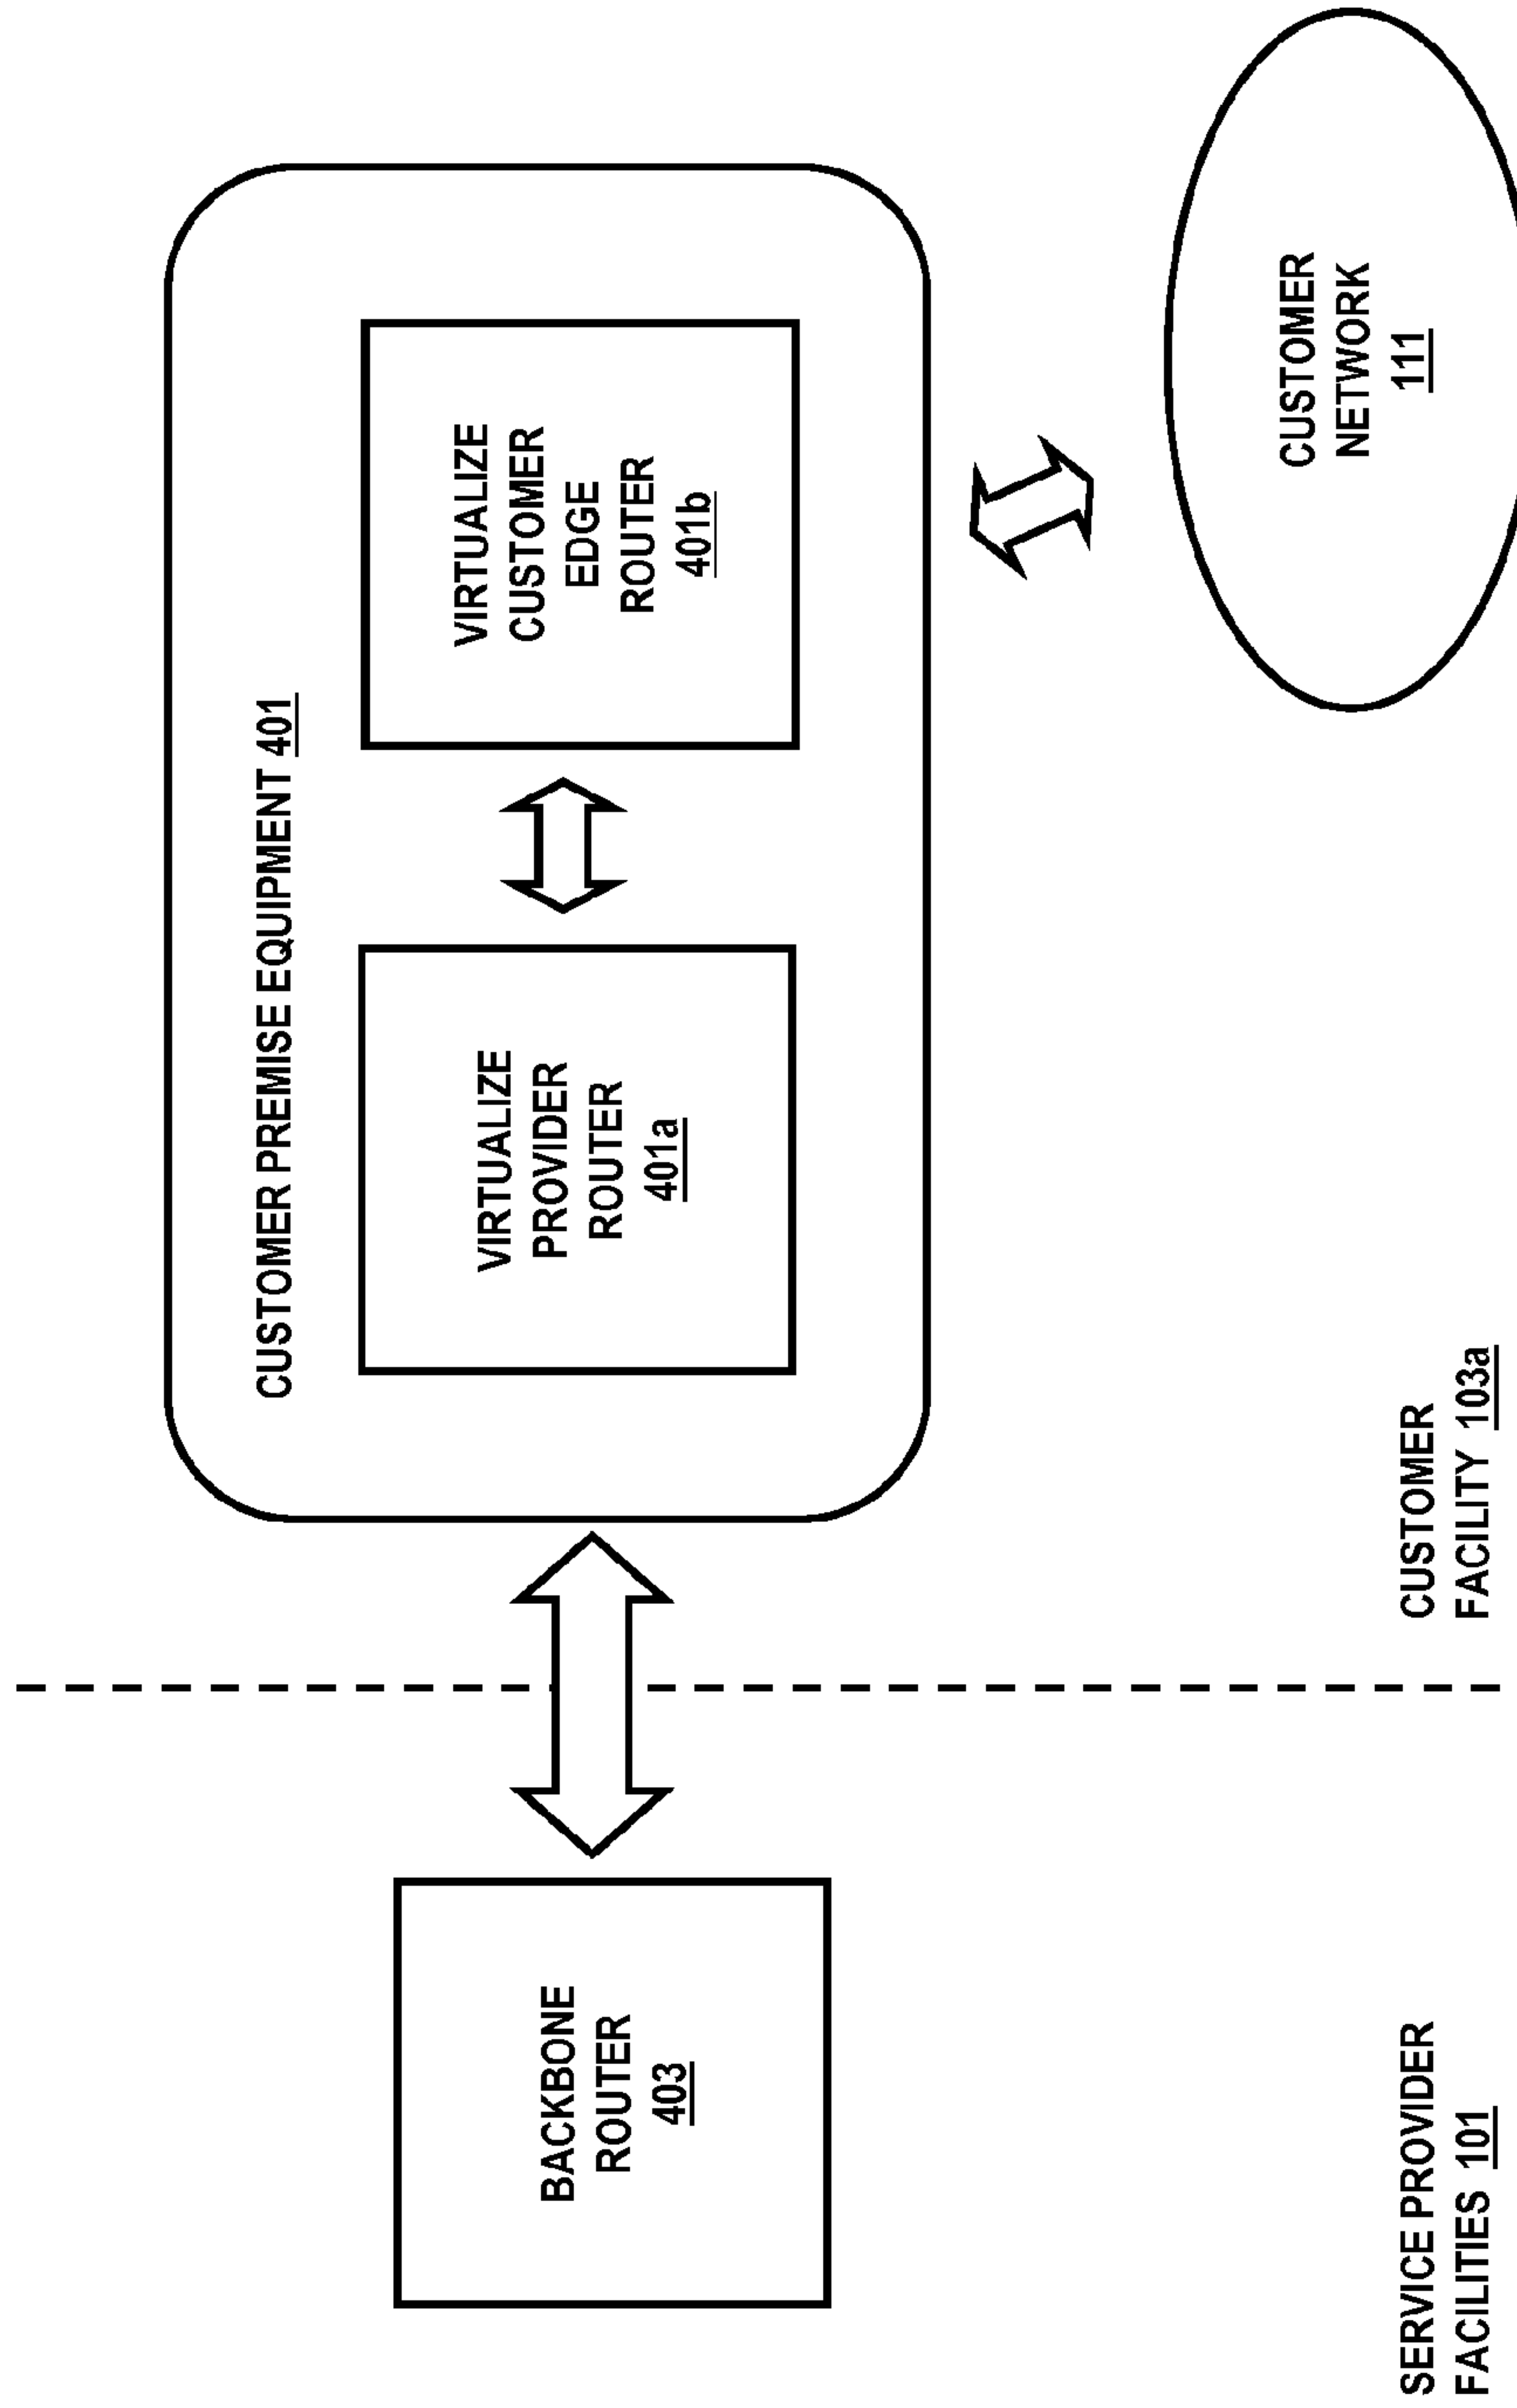 CUSTOMER PREMISE EQUIPMENT 401
BACKBONE
ROUTER
403
VIRTUALIZE
PROVIDER
ROUTER
401a
VIRTUALIZE
CUSTOMER
EDGE
ROUTER
401b
CUSTOMER
NETWORK
111
SERVICE PROVIDER
FACILITIES 101
CUSTOMER
FACILITY 103a